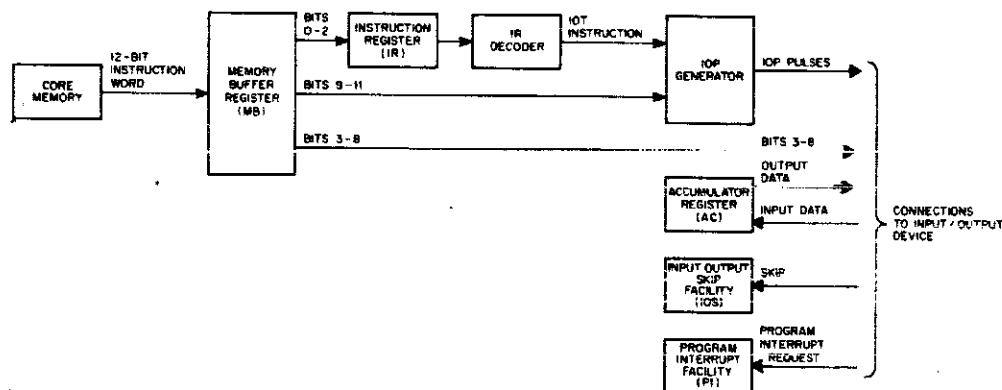 CORE
MEMORY
12-BIT
INSTRUCTION
WORD
MEMORY
BUFFER
REGISTER
(MB)
BITS
0-2
INSTRUCTION
REGISTER
(IR)
IR
DECODER
IOT
INSTRUCTION
IOP
GENERATOR
IOP PULSES
BITS 9-11
BITS 3-8
BITS 3-8
OUTPUT
DATA
ACCUMULATOR
REGISTER
(AC)
INPUT DATA
CONNECTIONS
TO INPUT/OUTPUT
DEVICE
INPUT OUTPUT
SKIP
FACILITY
(IOS)
SKIP
PROGRAM
INTERRUPT
FACILITY
(PI)
PROGRAM
INTERRUPT
REQUEST